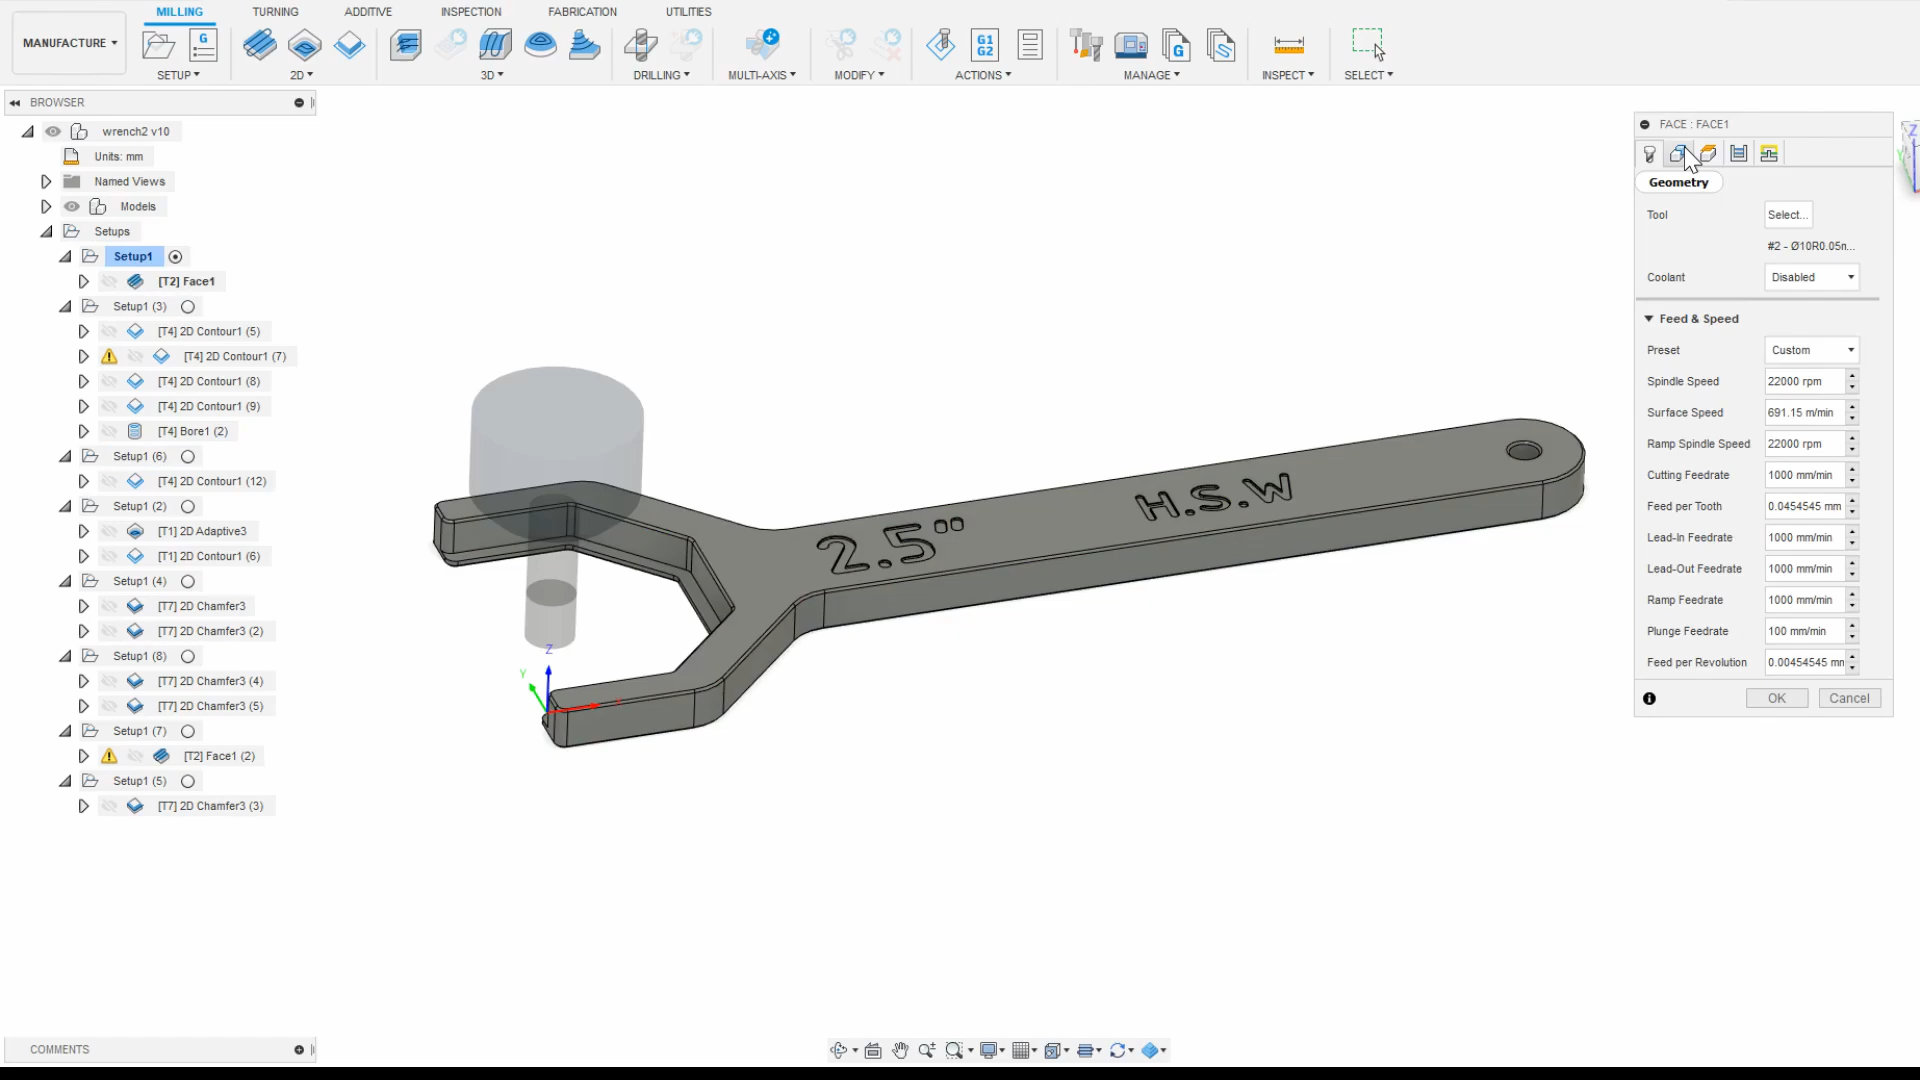 MILLING TURNING ADDITIVE INSPECTION FABRICATION UTILITIES
MANUFACTURE
G
G1
G2
G
SETUP 2D 3D DRILLING MULTI-AXIS MODIFY ACTIONS MANAGE INSPECT SELECT
BROWSER
wrench2 v10
Units: mm
Named Views
Models
Setups
Setup1
[T2] Face1
Setup1 (3)
[T4] 2D Contour1 (5)
[T4] 2D Contour1 (7)
[T4] 2D Contour1 (8)
[T4] 2D Contour1 (9)
[T4] Bore1 (2)
Setup1 (6)
[T4] 2D Contour1 (12)
Setup1 (2)
[T1] 2D Adaptive3
[T1] 2D Contour1 (6)
Setup1 (4)
[T7] 2D Chamfer3
[T7] 2D Chamfer3 (2)
Setup1 (8)
[T7] 2D Chamfer3 (4)
[T7] 2D Chamfer3 (5)
Setup1 (7)
[T2] Face1 (2)
Setup1 (5)
[T7] 2D Chamfer3 (3)
COMMENTS
2.5" H.S.W
Z
Y
X
Z
FACE : FACE1
Geometry
Tool Select...
#2 - Ø10R0.05n...
Coolant Disabled
Feed & Speed
Preset Custom
Spindle Speed 22000 rpm
Surface Speed 691.15 m/min
Ramp Spindle Speed 22000 rpm
Cutting Feedrate 1000 mm/min
Feed per Tooth 0.0454545 mm
Lead-In Feedrate 1000 mm/min
Lead-Out Feedrate 1000 mm/min
Ramp Feedrate 1000 mm/min
Plunge Feedrate 100 mm/min
Feed per Revolution 0.00454545 mm
OK Cancel